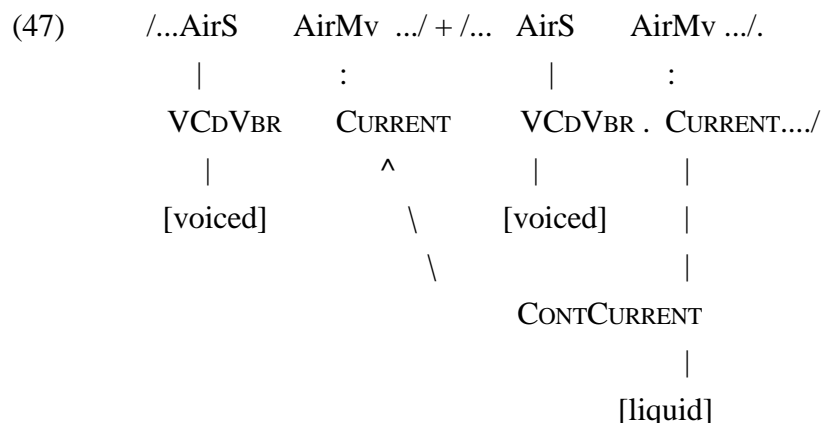 (47) /...AirS AirMv .../ + /... AirS AirMv .../.
| : | :
VCDVBR CURRENT VCDVBR . CURRENT..../
| ^ | |
[voiced] \ [voiced] |
\ |
CONTCURRENT
|
[liquid]